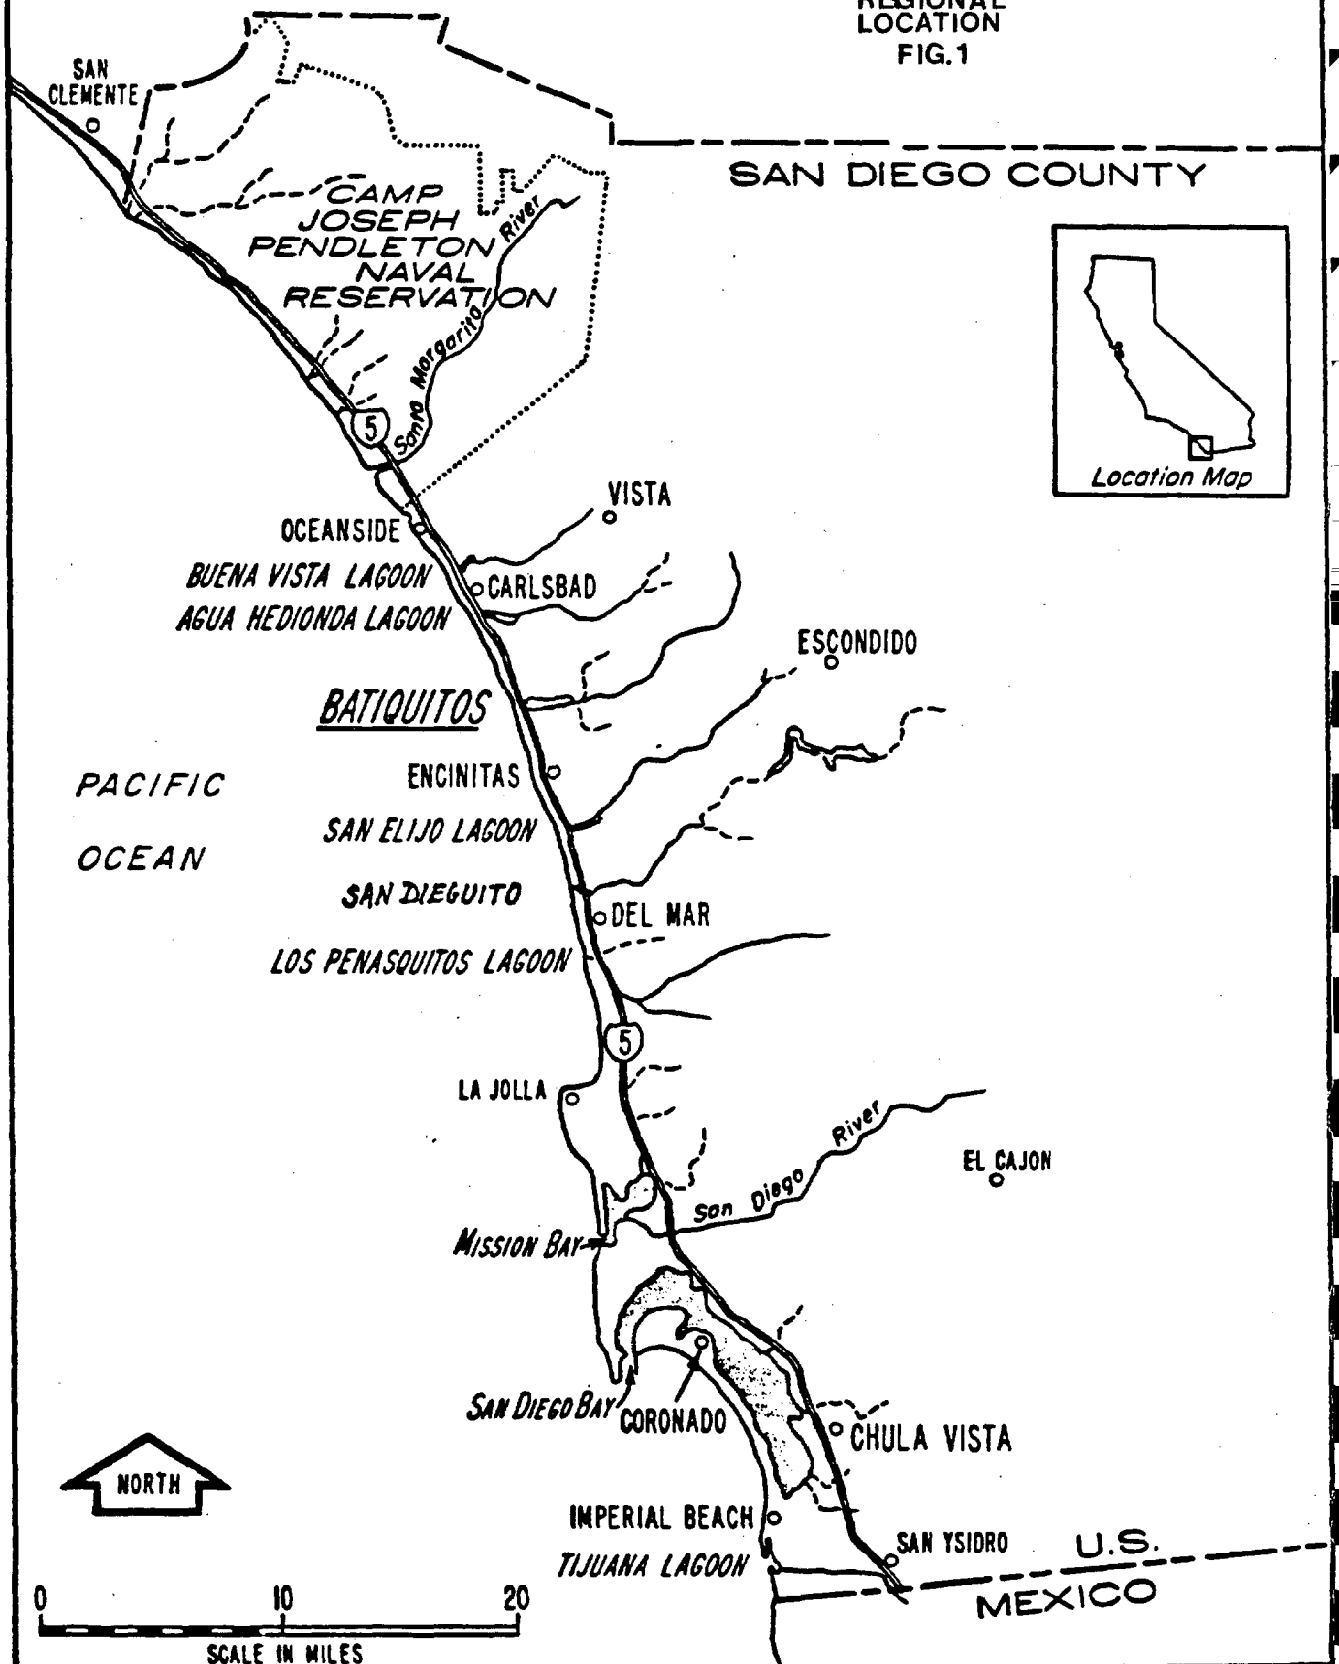 REGIONAL
LOCATION
FIG.1
SAN
CLEMENTE
SAN DIEGO COUNTY
CAMP
JOSEPH
PENDLETON
NAVAL
RESERVATION
Santa Margarita River
Location Map
5
VISTA
OCEANSIDE
BUENA VISTA LAGOON
CARLSBAD
AGUA HEDIONDA LAGOON
ESCONDIDO
BATIQUITOS
PACIFIC
OCEAN
ENCINITAS
SAN ELIJO LAGOON
SAN DIEGUITO
DEL MAR
LOS PENASQUITOS LAGOON
5
LA JOLLA
San Diego River
EL CAJON
MISSION BAY
SAN DIEGO BAY
CORONADO
CHULA VISTA
NORTH
IMPERIAL BEACH
SAN YSIDRO
U.S.
TIJUANA LAGOON
MEXICO
0 10 20
SCALE IN MILES